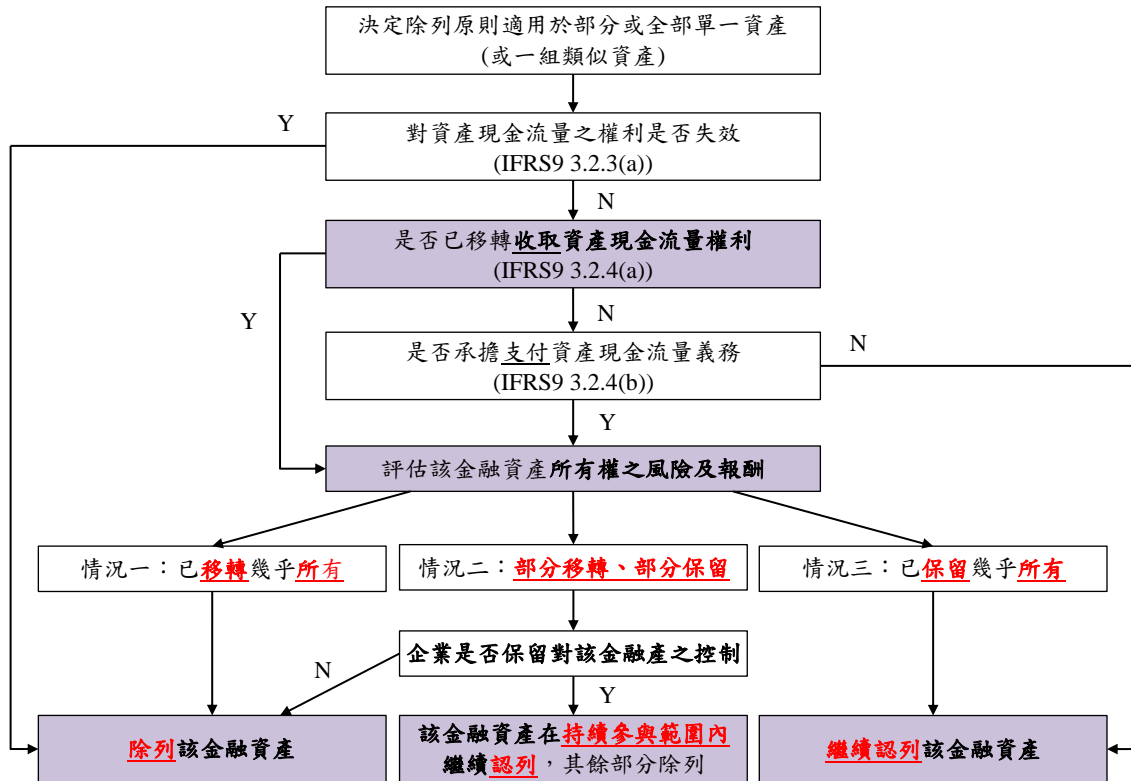 決定除列原則適用於部分或全部單一資產
(或一組類似資產)
Y
對資產現金流量之權利是否失效
(IFRS9 3.2.3(a))
N
是否已移轉收取資產現金流量權利
(IFRS9 3.2.4(a))
Y
N
是否承擔支付資產現金流量義務
(IFRS9 3.2.4(b))
N
Y
評估該金融資產所有權之風險及報酬
情況一：已移轉幾乎所有
情況二：部分移轉、部分保留
情況三：已保留幾乎所有
企業是否保留對該金融產之控制
N
Y
除列該金融資產
該金融資產在持續參與範圍內
繼續認列，其餘部分除列
繼續認列該金融資產